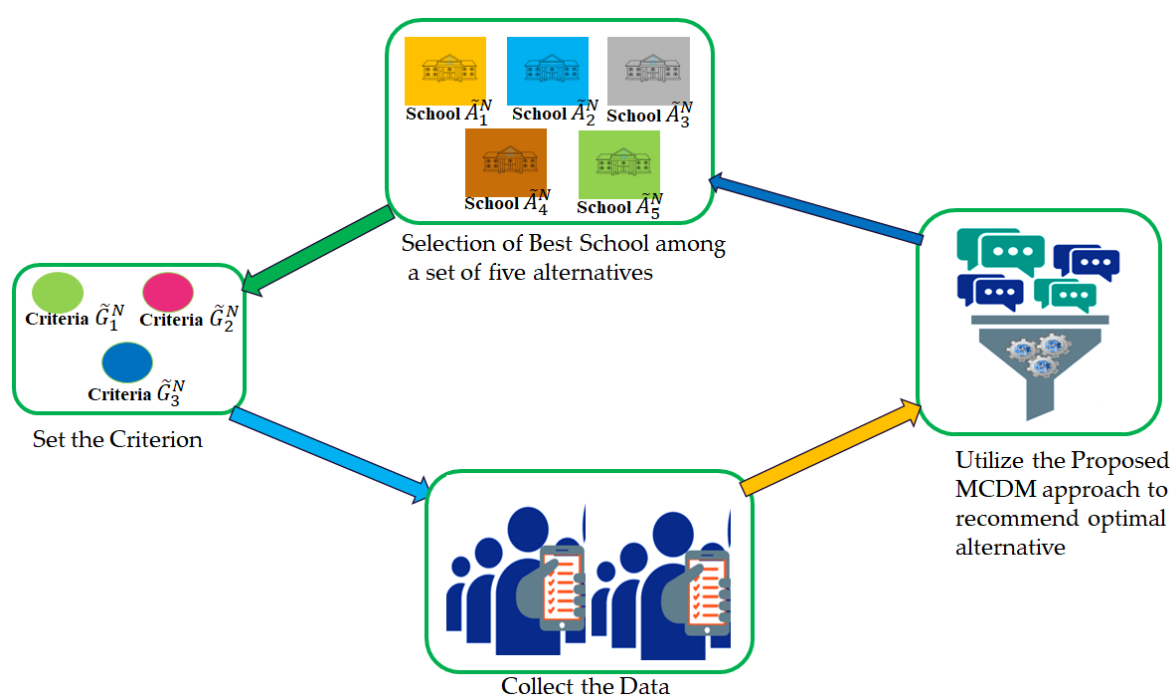 School Ã₁ᴺ School Ã₂ᴺ School Ã₃ᴺ
School Ã₄ᴺ School Ã₅ᴺ
Selection of Best School among
a set of five alternatives
Criteria G̃₁ᴺ Criteria G̃₂ᴺ
Criteria G̃₃ᴺ
Set the Criterion
Collect the Data
Utilize the Proposed
MCDM approach to
recommend optimal
alternative